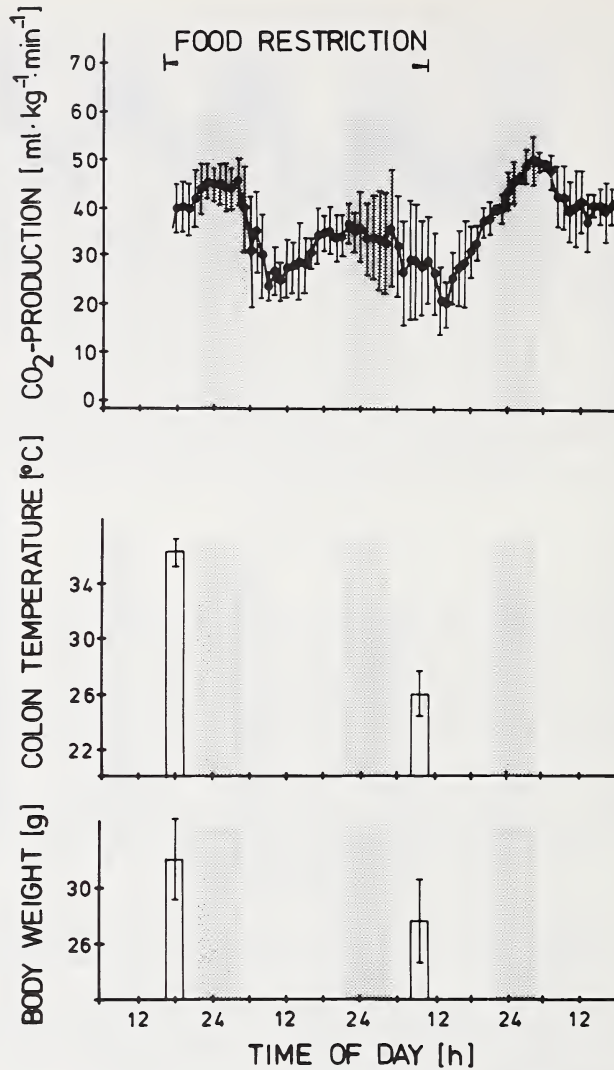 FOOD RESTRICTION
CO₂-PRODUCTION [ml·kg⁻¹·min⁻¹]
70
60
50
40
30
20
10
0
COLON TEMPERATURE [°C]
34
30
26
22
BODY WEIGHT [g]
30
26
12 24 12 24 12 24 12
TIME OF DAY [h]